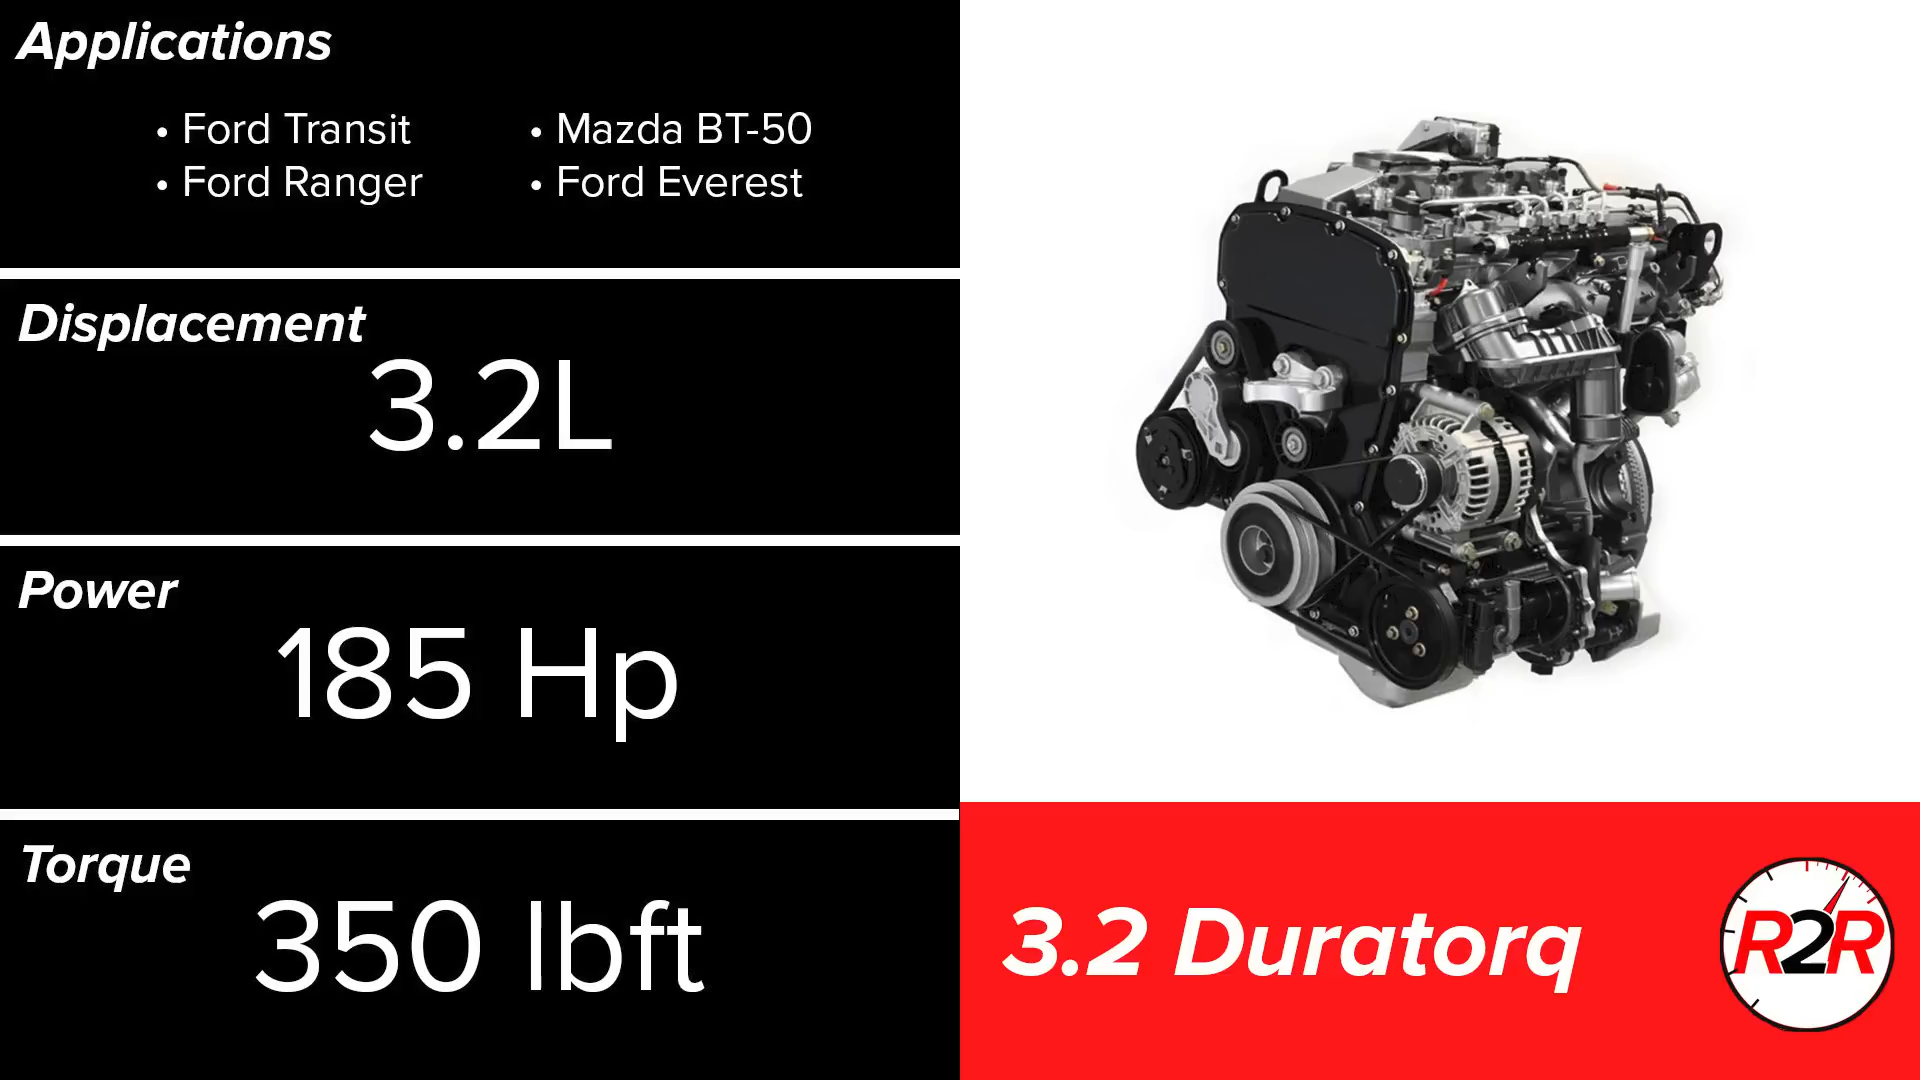 Applications
• Ford Transit
• Ford Ranger
• Mazda BT-50
• Ford Everest
Displacement
3.2L
Power
185 Hp
Torque
350 lbft
3.2 Duratorq
R2R